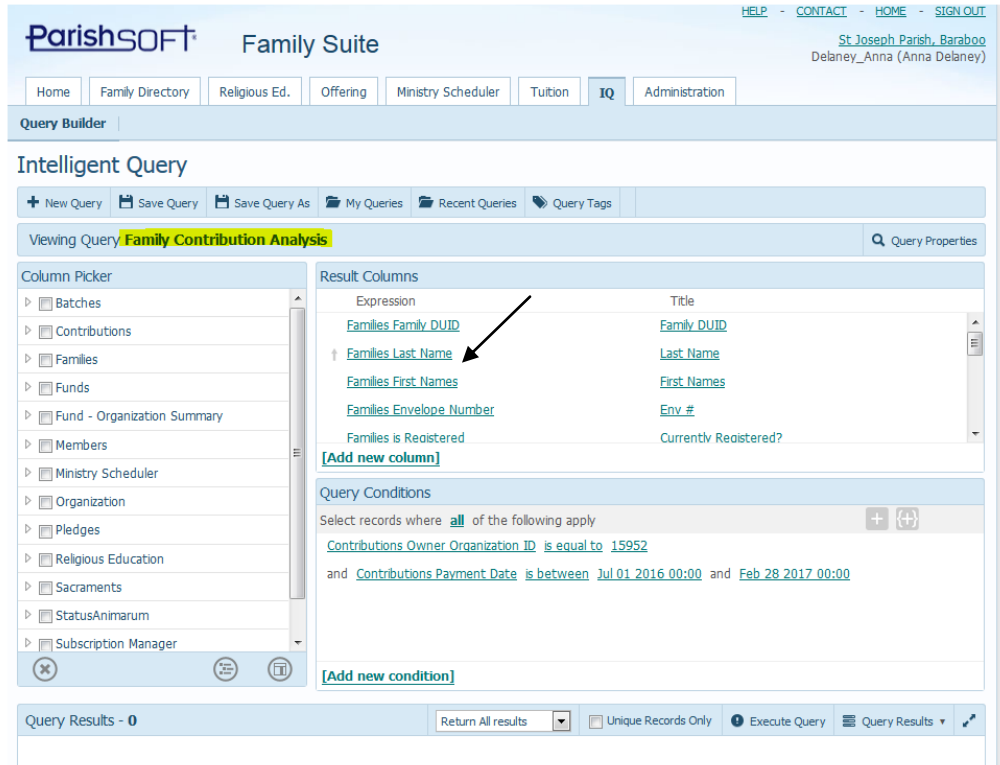 HELP - CONTACT - HOME - SIGN OUT
ParishSOFT Family Suite
St Joseph Parish, Baraboo
Delaney_Anna (Anna Delaney)
Home Family Directory Religious Ed. Offering Ministry Scheduler Tuition IQ Administration
Query Builder
Intelligent Query
New Query Save Query Save Query As My Queries Recent Queries Query Tags
Viewing Query Family Contribution Analysis Query Properties
Column Picker
Batches
Contributions
Families
Funds
Fund - Organization Summary
Members
Ministry Scheduler
Organization
Pledges
Religious Education
Sacraments
StatusAnimarum
Subscription Manager
Result Columns
Expression Title
Families Family DUID Family DUID
Families Last Name Last Name
Families First Names First Names
Families Envelope Number Env #
Families is Registered Currently Registered?
[Add new column]
Query Conditions
Select records where all of the following apply
Contributions Owner Organization ID is equal to 15952
and Contributions Payment Date is between Jul 01 2016 00:00 and Feb 28 2017 00:00
[Add new condition]
Query Results - 0 Return All results Unique Records Only Execute Query Query Results